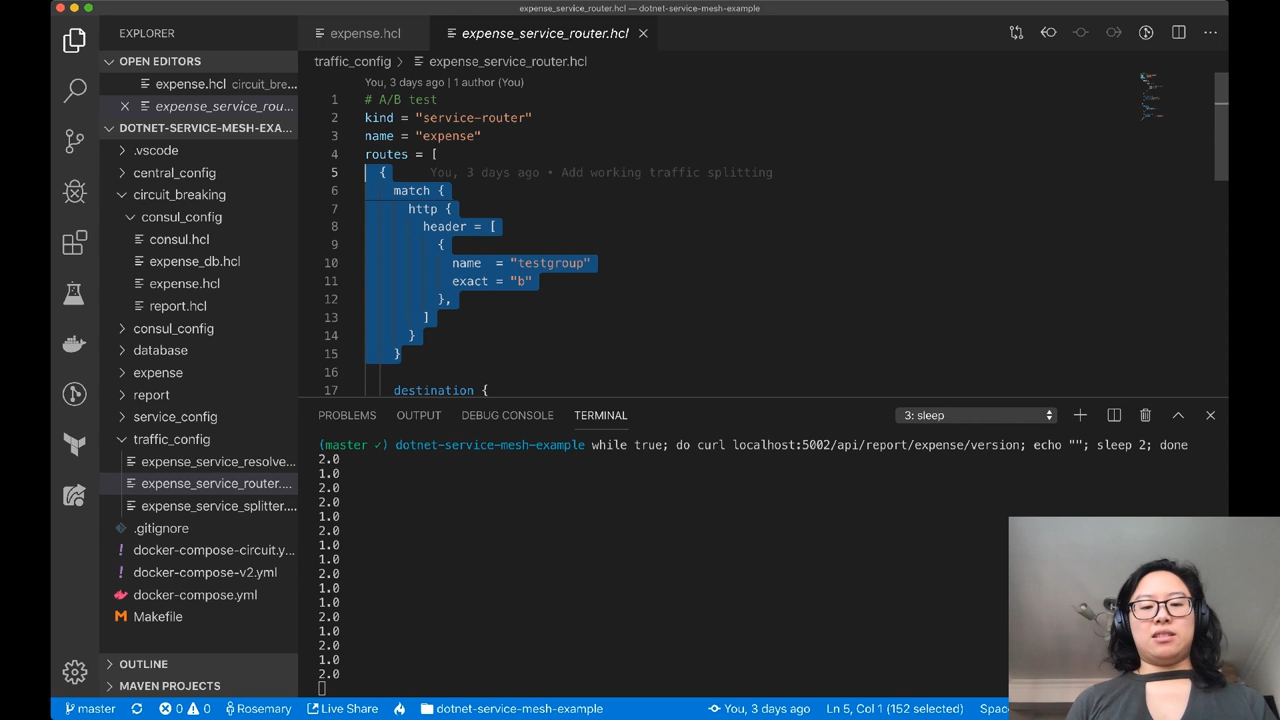 expense_service_router.hcl — dotnet-service-mesh-example
EXPLORER
OPEN EDITORS
expense.hcl circuit_bre...
expense_service_rou...
DOTNET-SERVICE-MESH-EXA...
.vscode
central_config
circuit_breaking
consul_config
consul.hcl
expense_db.hcl
expense.hcl
report.hcl
consul_config
database
expense
report
service_config
traffic_config
expense_service_resolve...
expense_service_router....
expense_service_splitter....
.gitignore
docker-compose-circuit.y...
docker-compose-v2.yml
docker-compose.yml
Makefile
OUTLINE
MAVEN PROJECTS
expense.hcl
expense_service_router.hcl
traffic_config > expense_service_router.hcl
You, 3 days ago | 1 author (You)
1 # A/B test
2 kind = "service-router"
3 name = "expense"
4 routes = [
5 { You, 3 days ago • Add working traffic splitting
6 match {
7 http {
8 header = [
9 {
10 name = "testgroup"
11 exact = "b"
12 },
13 ]
14 }
15 }
16
17 destination {
PROBLEMS OUTPUT DEBUG CONSOLE TERMINAL 3: sleep
(master ✓) dotnet-service-mesh-example while true; do curl localhost:5002/api/report/expense/version; echo ""; sleep 2; done
2.0
1.0
2.0
2.0
1.0
2.0
1.0
1.0
2.0
1.0
1.0
2.0
1.0
2.0
1.0
2.0
master 0 0 Rosemary Live Share dotnet-service-mesh-example You, 3 days ago Ln 5, Col 1 (152 selected) Spac